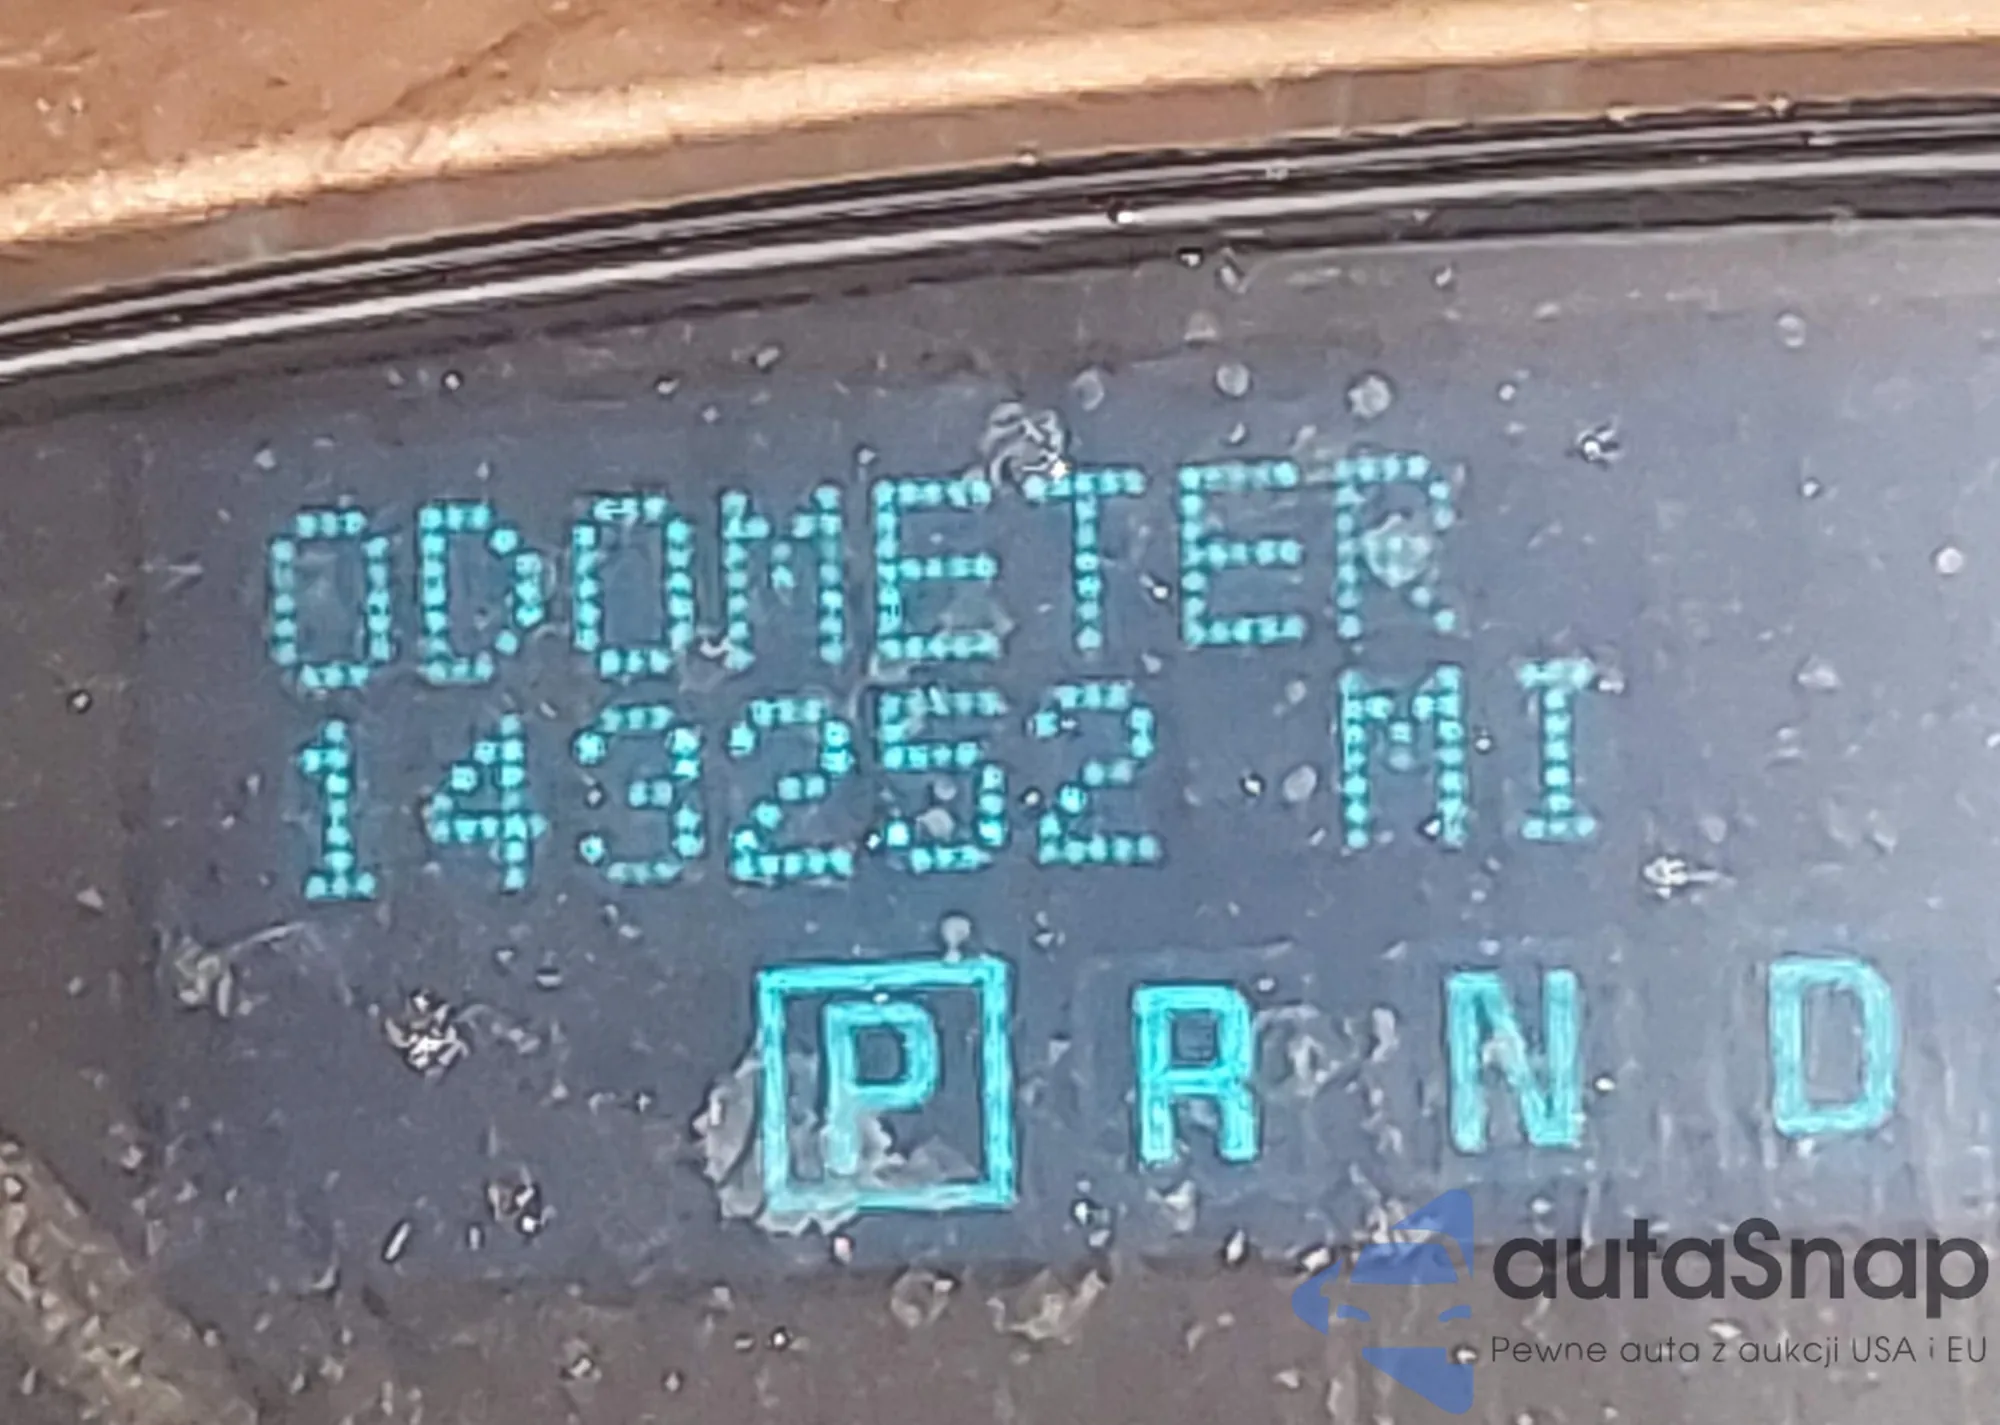 ODOMETER
143252 MI
P R N D
autaSnap
Pewne auta z aukcji USA i EU